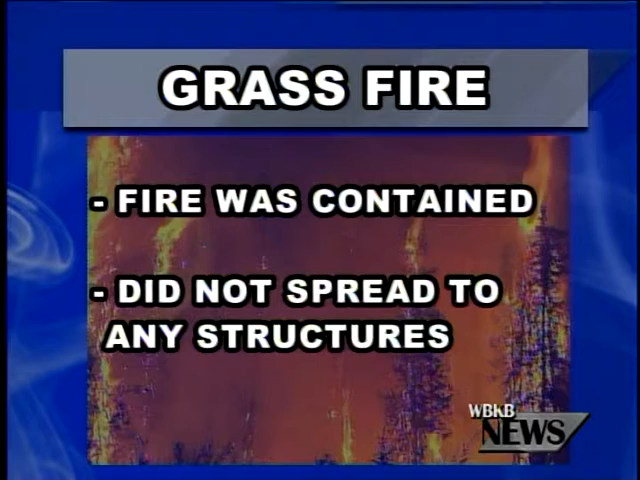 GRASS FIRE
- FIRE WAS CONTAINED
- DID NOT SPREAD TO
ANY STRUCTURES
WBKB
NEWS